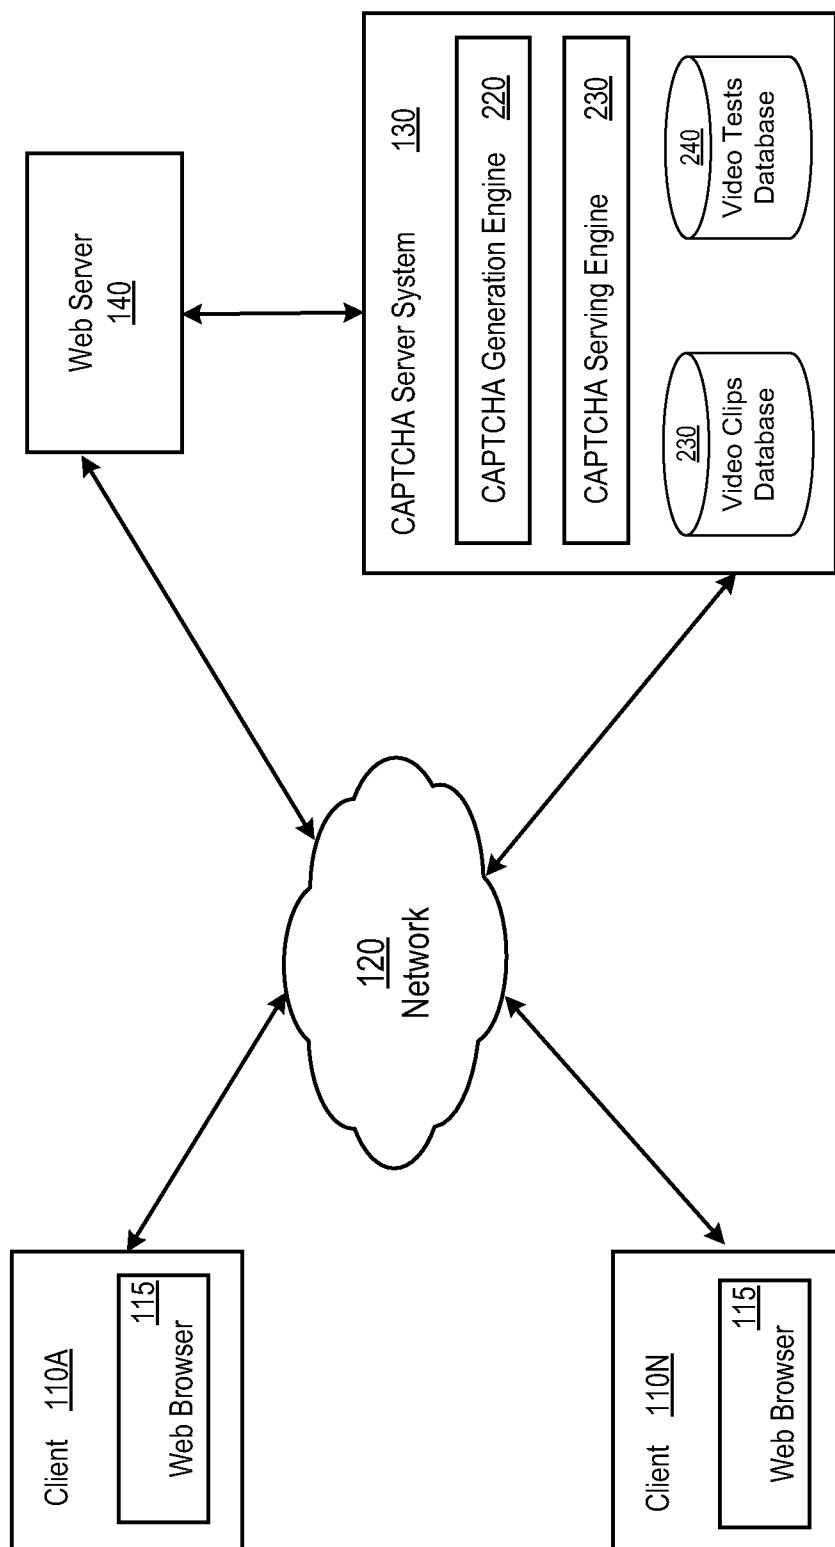 Client 110A
115
Web Browser
Client 110N
115
Web Browser
120
Network
Web Server
140
CAPTCHA Server System 130
CAPTCHA Generation Engine 220
CAPTCHA Serving Engine 230
230
Video Clips
Database
240
Video Tests
Database